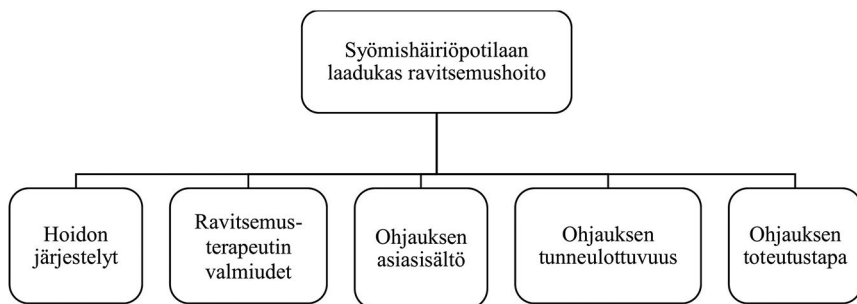 Syömishäiriöpotilaan
laadukas ravitsemushoito
Hoidon
järjestelyt
Ravitsemus-
terapeutin
valmiudet
Ohjauksen
asiasisältö
Ohjauksen
tunneulottuvuus
Ohjauksen
toteutustapa